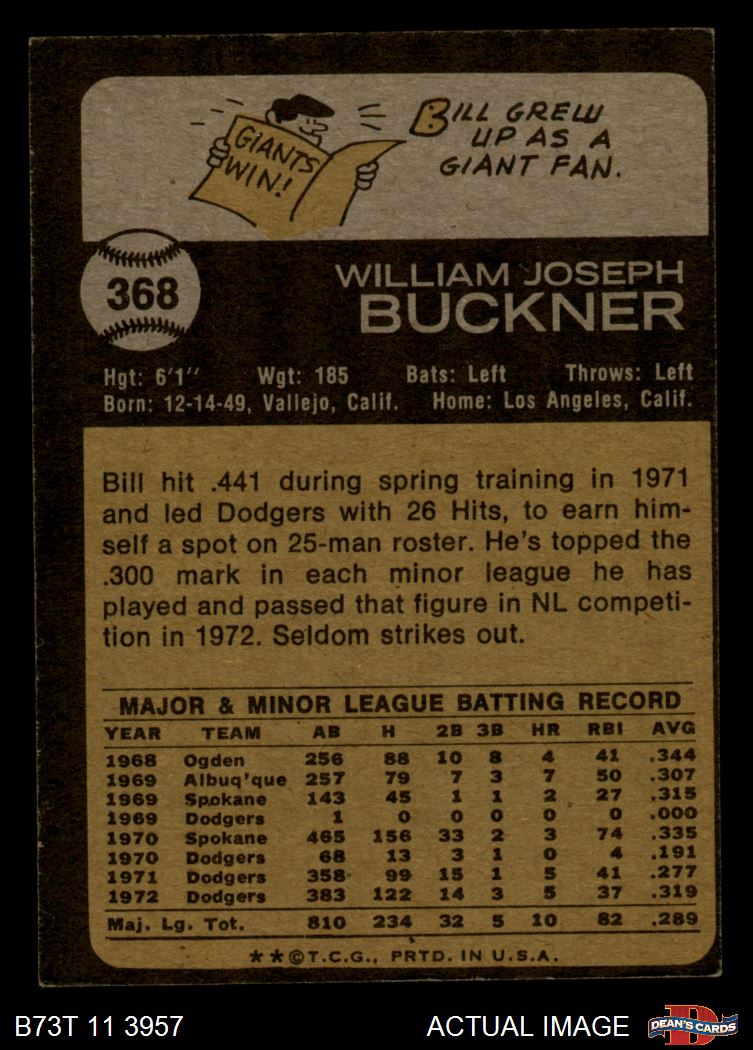 GIANTS
WIN!
BILL GREW
UP AS A
GIANT FAN.
368
WILLIAM JOSEPH
BUCKNER
Hgt: 6'1" Wgt: 185 Bats: Left Throws: Left
Born: 12-14-49, Vallejo, Calif. Home: Los Angeles, Calif.
Bill hit .441 during spring training in 1971
and led Dodgers with 26 Hits, to earn him-
self a spot on 25-man roster. He's topped the
.300 mark in each minor league he has
played and passed that figure in NL competi-
tion in 1972. Seldom strikes out.
MAJOR & MINOR LEAGUE BATTING RECORD
YEAR TEAM AB H 2B 3B HR RBI AVG
1968 Ogden 256 88 10 8 4 41 .344
1969 Albuq'que 257 79 7 3 7 50 .307
1969 Spokane 143 45 1 1 2 27 .315
1969 Dodgers 1 0 0 0 0 0 .000
1970 Spokane 465 156 33 2 3 74 .335
1970 Dodgers 68 13 3 1 0 4 .191
1971 Dodgers 358 99 15 1 5 41 .277
1972 Dodgers 383 122 14 3 5 37 .319
Maj. Lg. Tot. 810 234 32 5 10 82 .289
**©T.C.G., PRTD. IN U.S.A.
B73T 11 3957 ACTUAL IMAGE
D
DEAN'S CARDS